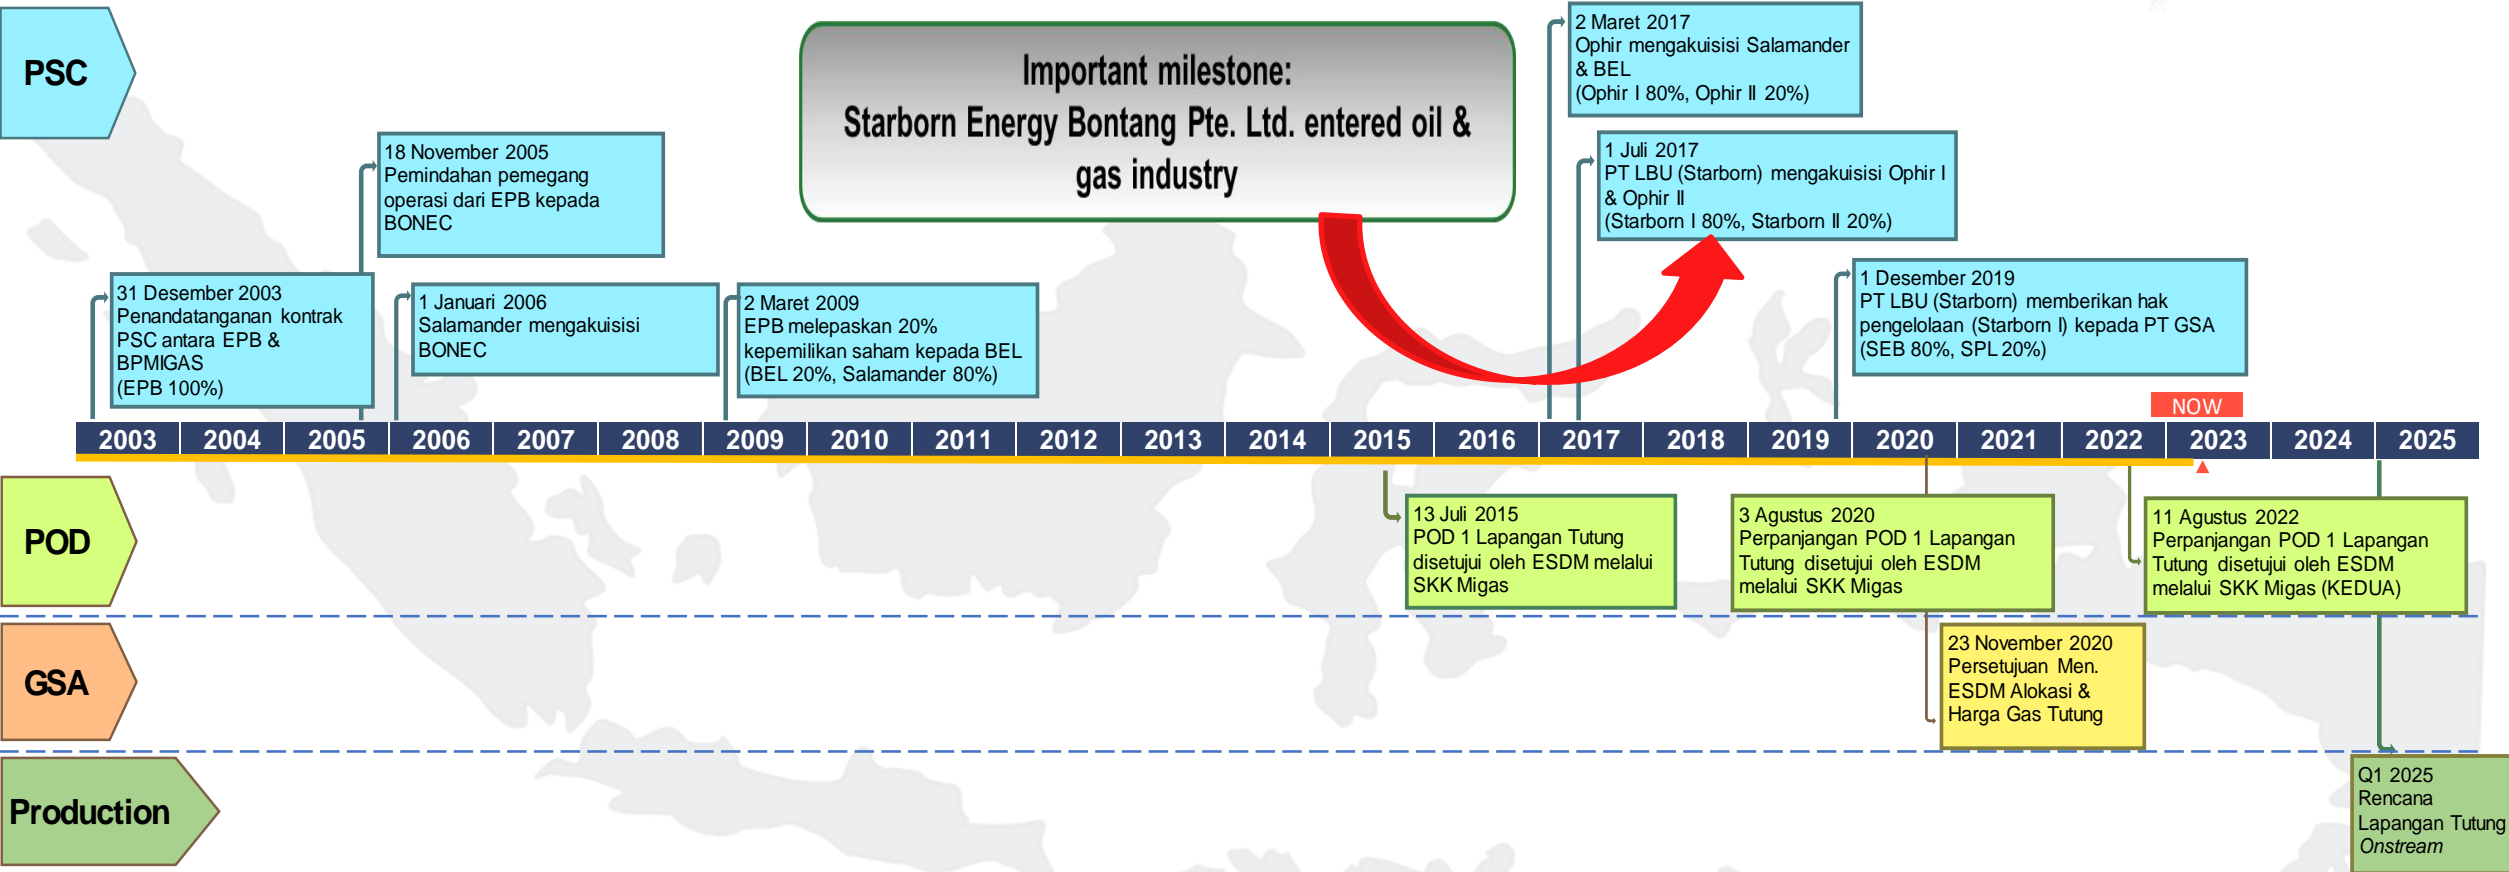 PSC
Important milestone:
Starborn Energy Bontang Pte. Ltd. entered oil &
gas industry
2 Maret 2017
Ophir mengakuisisi Salamander
& BEL
(Ophir I 80%, Ophir II 20%)
18 November 2005
Pemindahan pemegang
operasi dari EPB kepada
BONEC
1 Juli 2017
PT LBU (Starborn) mengakuisisi Ophir I
& Ophir II
(Starborn I 80%, Starborn II 20%)
31 Desember 2003
Penandatanganan kontrak
PSC antara EPB &
BPMIGAS
(EPB 100%)
1 Januari 2006
Salamander mengakuisisi
BONEC
2 Maret 2009
EPB melepaskan 20%
kepemilikan saham kepada BEL
(BEL 20%, Salamander 80%)
1 Desember 2019
PT LBU (Starborn) memberikan hak
pengelolaan (Starborn I) kepada PT GSA
(SEB 80%, SPL 20%)
NOW
2003 2004 2005 2006 2007 2008 2009 2010 2011 2012 2013 2014 2015 2016 2017 2018 2019 2020 2021 2022 2023 2024 2025
POD
13 Juli 2015
POD 1 Lapangan Tutung
disetujui oleh ESDM melalui
SKK Migas
3 Agustus 2020
Perpanjangan POD 1 Lapangan
Tutung disetujui oleh ESDM
melalui SKK Migas
11 Agustus 2022
Perpanjangan POD 1 Lapangan
Tutung disetujui oleh ESDM
melalui SKK Migas (KEDUA)
GSA
23 November 2020
Persetujuan Men.
ESDM Alokasi &
Harga Gas Tutung
Production
Q1 2025
Rencana
Lapangan Tutung
Onstream